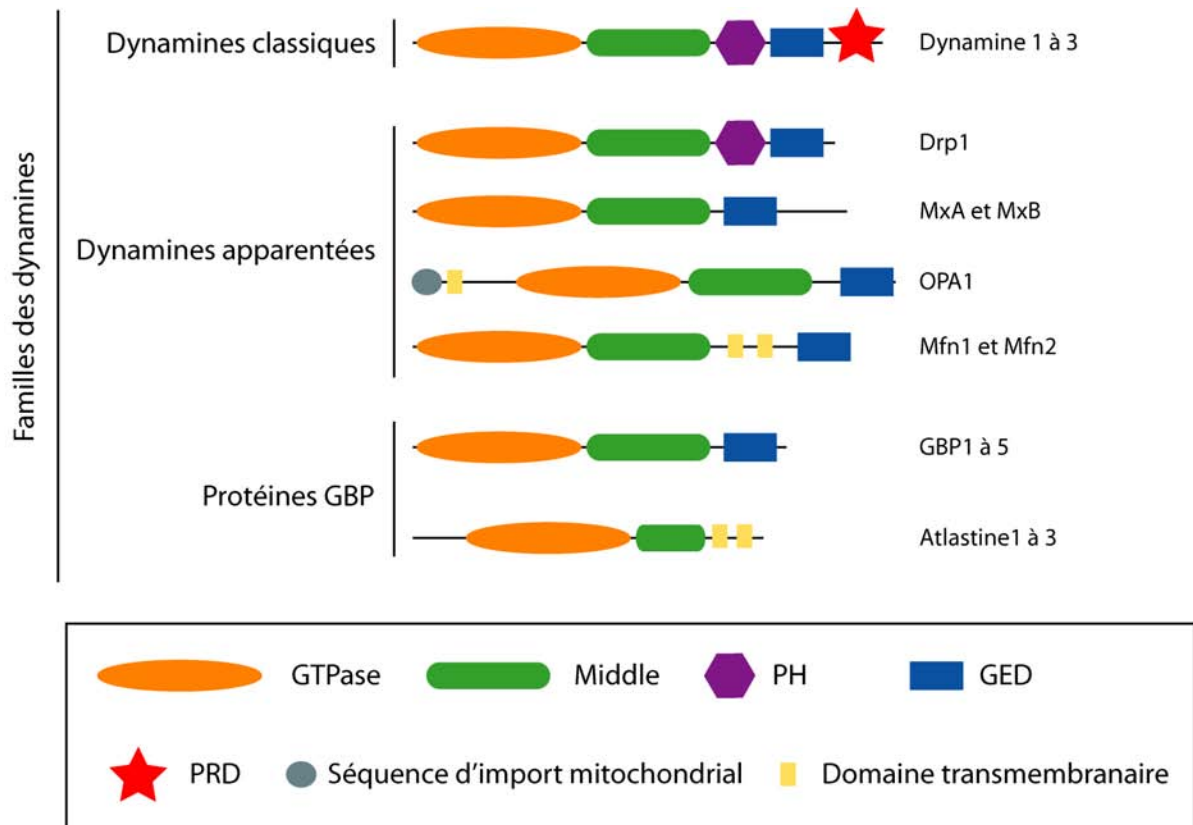 Familles des dynamines
Dynamines classiques
Dynamine 1 à 3
Dynamines apparentées
Drp1
MxA et MxB
OPA1
Mfn1 et Mfn2
Protéines GBP
GBP1 à 5
Atlastine1 à 3
GTPase
Middle
PH
GED
PRD
Séquence d'import mitochondrial
Domaine transmembranaire